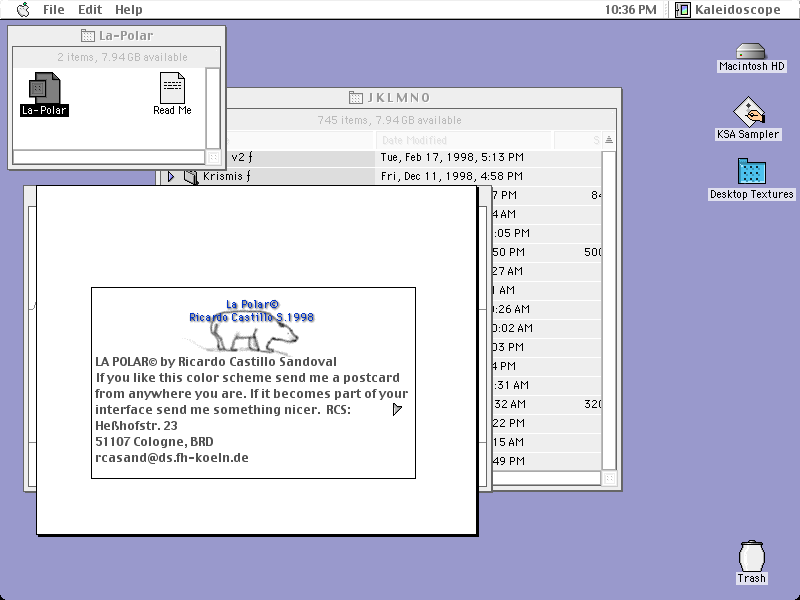 File Edit Help
10:36 PM Kaleidoscope
La-Polar
2 items, 7.94 GB available
La-Polar
Read Me
JKLMNO
745 items, 7.94 GB available
Date Modified S
v2 ƒ Tue, Feb 17, 1998, 5:13 PM
Krismis ƒ Fri, Dec 11, 1998, 4:58 PM
7 PM 84
4 AM
:05 PM
50 PM 500
27 AM
1 AM
:26 AM
0:02 AM
03 PM
4 PM
:31 AM
32 AM 320
22 PM
15 AM
49 PM
La Polar©
Ricardo Castillo S.1998
LA POLAR© by Ricardo Castillo Sandoval
If you like this color scheme send me a postcard
from anywhere you are. If it becomes part of your
interface send me something nicer. RCS:
Heßhofstr. 23
51107 Cologne, BRD
rcasand@ds.fh-koeln.de
Macintosh HD
KSA Sampler
Desktop Textures
Trash